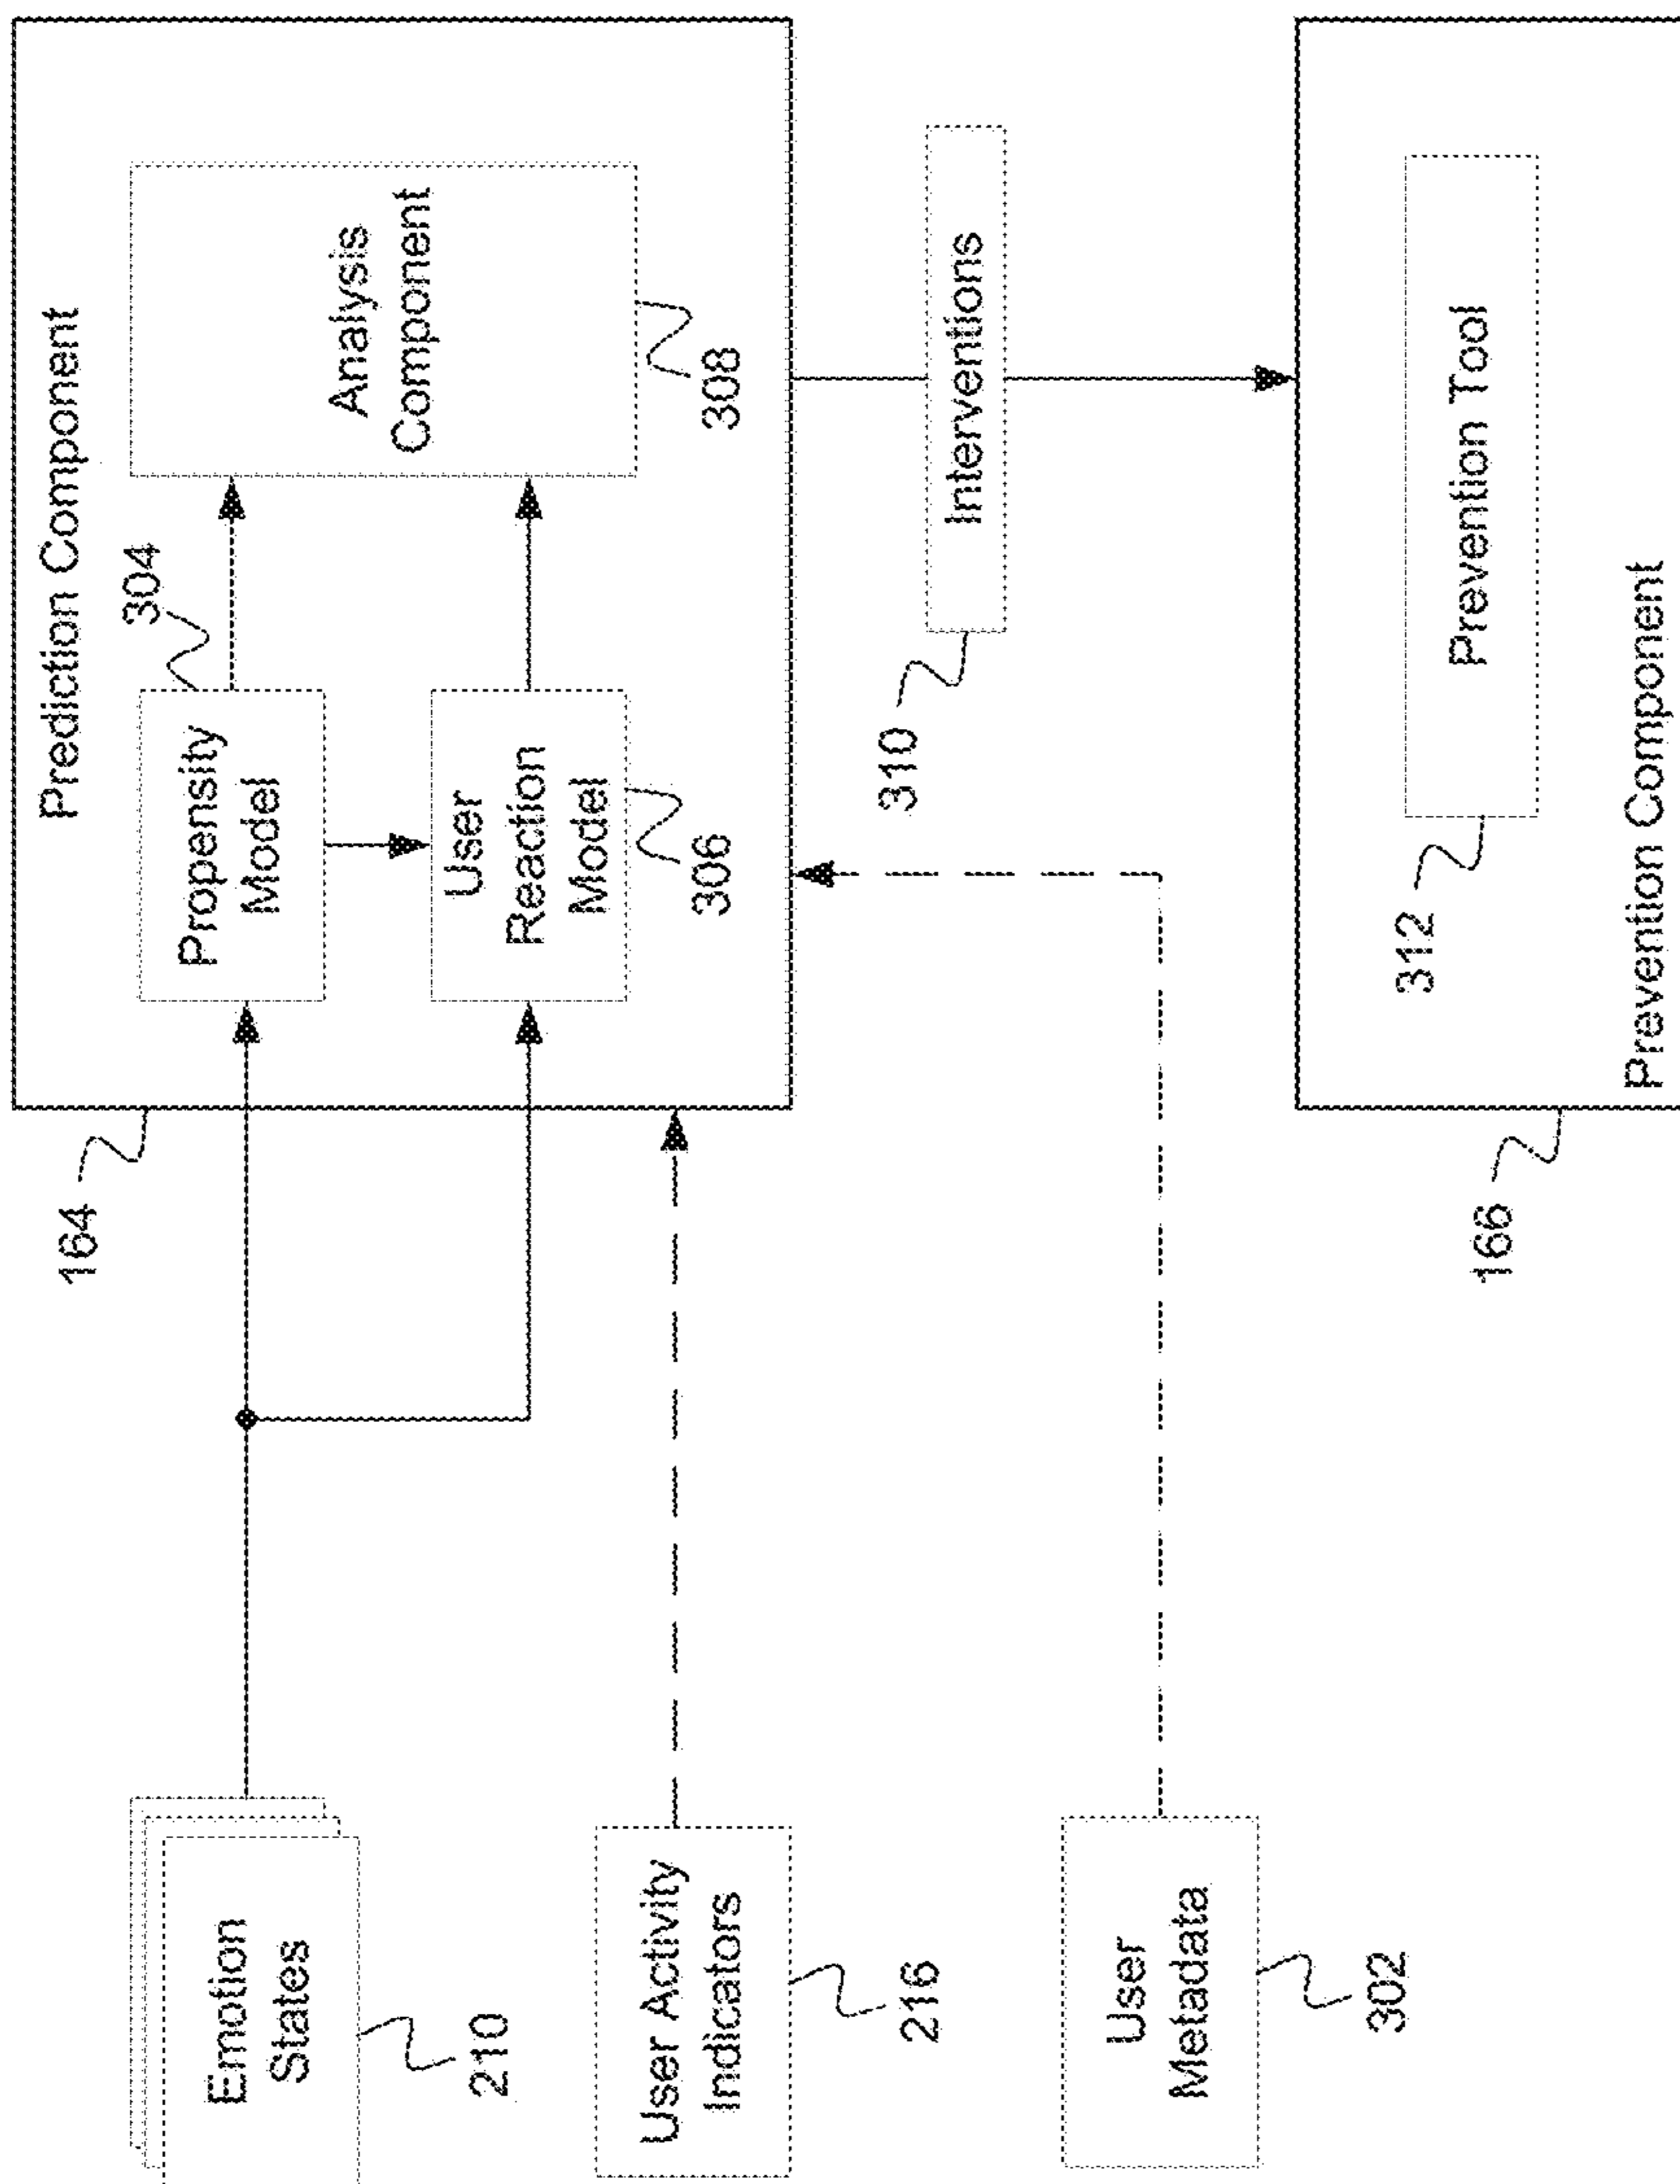 Prediction Component
164
Propensity
Model
304
User
Reaction
Model
306
Analysis
Component
308
Emotion
States
210
User Activity
Indicators
216
User
Metadata
302
Interventions
310
Prevention Tool
312
Prevention Component
166